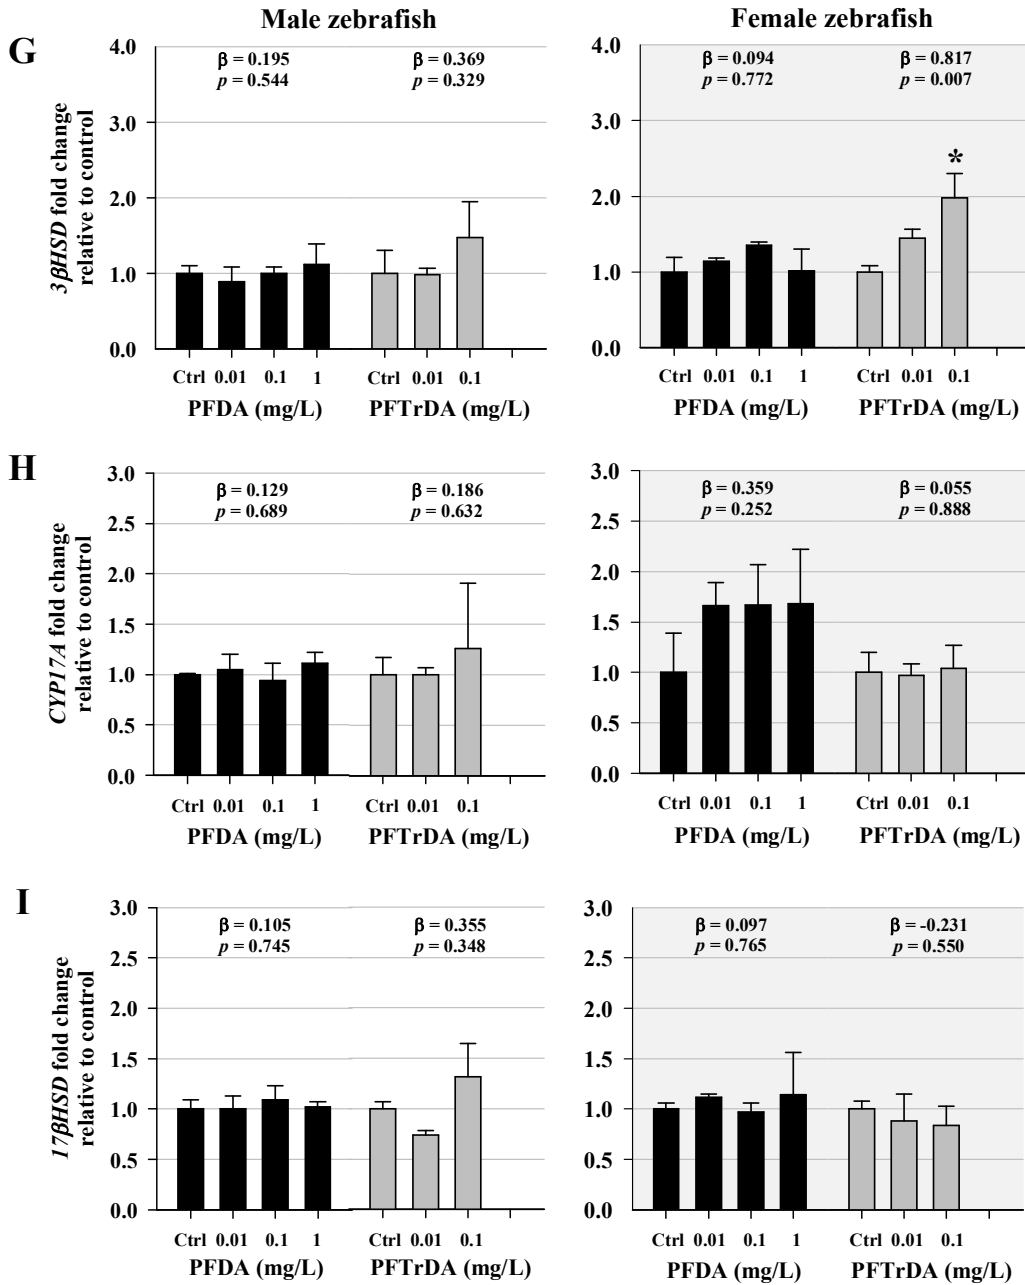 Male zebrafish
Female zebrafish
G
3βHSD fold change
relative to control
4.0
3.0
2.0
1.0
0.0
β = 0.195
p = 0.544
β = 0.369
p = 0.329
Ctrl 0.01 0.1 1
Ctrl 0.01 0.1
PFDA (mg/L)
PFTrDA (mg/L)
4.0
3.0
2.0
1.0
0.0
β = 0.094
p = 0.772
β = 0.817
p = 0.007
*
Ctrl 0.01 0.1 1
Ctrl 0.01 0.1
PFDA (mg/L)
PFTrDA (mg/L)
H
CYP17A fold change
relative to control
3.0
2.5
2.0
1.5
1.0
0.5
0.0
β = 0.129
p = 0.689
β = 0.186
p = 0.632
Ctrl 0.01 0.1 1
Ctrl 0.01 0.1
PFDA (mg/L)
PFTrDA (mg/L)
3.0
2.5
2.0
1.5
1.0
0.5
0.0
β = 0.359
p = 0.252
β = 0.055
p = 0.888
Ctrl 0.01 0.1 1
Ctrl 0.01 0.1
PFDA (mg/L)
PFTrDA (mg/L)
I
17βHSD fold change
relative to control
3.0
2.5
2.0
1.5
1.0
0.5
0.0
β = 0.105
p = 0.745
β = 0.355
p = 0.348
Ctrl 0.01 0.1 1
Ctrl 0.01 0.1
PFDA (mg/L)
PFTrDA (mg/L)
3.0
2.5
2.0
1.5
1.0
0.5
0.0
β = 0.097
p = 0.765
β = -0.231
p = 0.550
Ctrl 0.01 0.1 1
Ctrl 0.01 0.1
PFDA (mg/L)
PFTrDA (mg/L)